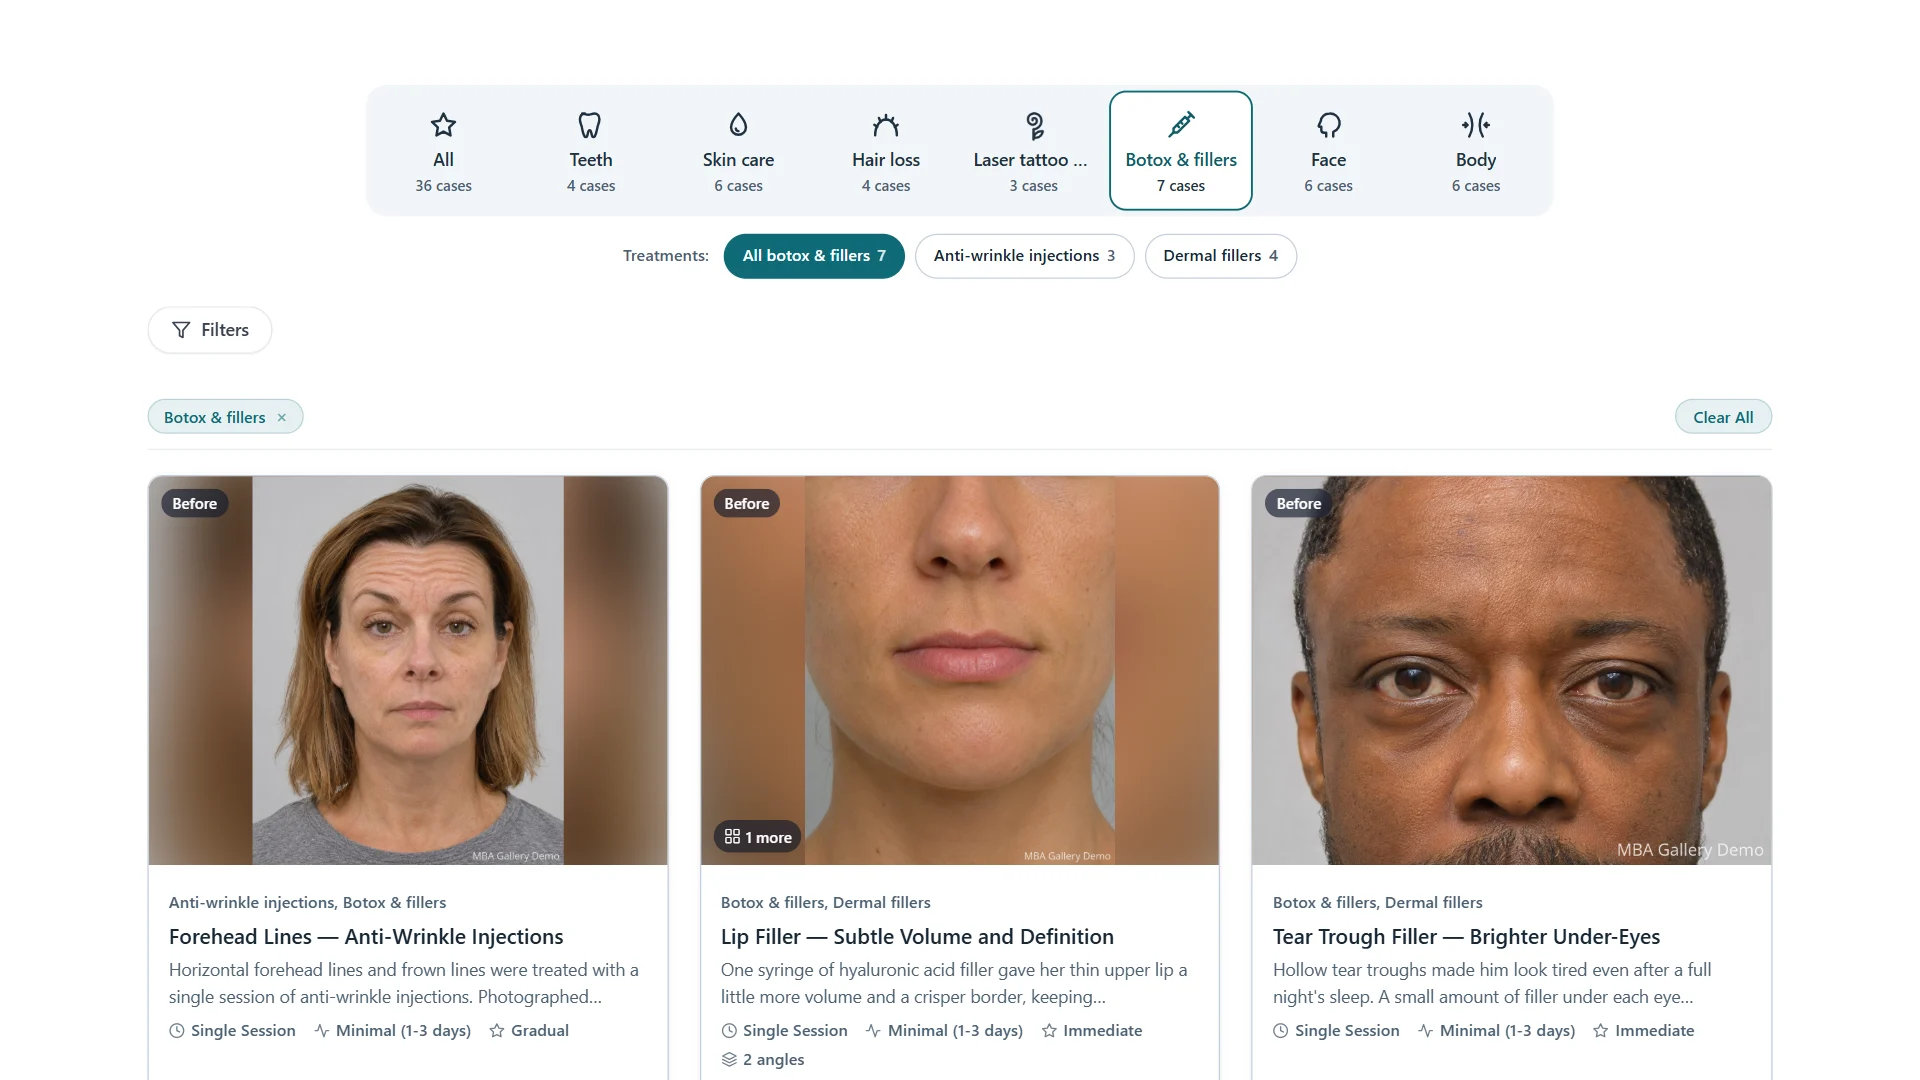 All
36 cases
Teeth
4 cases
Skin care
6 cases
Hair loss
4 cases
Laser tattoo ...
3 cases
Botox & fillers
7 cases
Face
6 cases
Body
6 cases
Treatments:
All botox & fillers 7
Anti-wrinkle injections 3
Dermal fillers 4
Filters
Botox & fillers ×
Clear All
Before
MBA Gallery Demo
Anti-wrinkle injections, Botox & fillers
Forehead Lines — Anti-Wrinkle Injections
Horizontal forehead lines and frown lines were treated with a
single session of anti-wrinkle injections. Photographed...
Single Session Minimal (1-3 days) Gradual
Before
1 more
MBA Gallery Demo
Botox & fillers, Dermal fillers
Lip Filler — Subtle Volume and Definition
One syringe of hyaluronic acid filler gave her thin upper lip a
little more volume and a crisper border, keeping...
Single Session Minimal (1-3 days) Immediate
2 angles
Before
MBA Gallery Demo
Botox & fillers, Dermal fillers
Tear Trough Filler — Brighter Under-Eyes
Hollow tear troughs made him look tired even after a full
night's sleep. A small amount of filler under each eye...
Single Session Minimal (1-3 days) Immediate